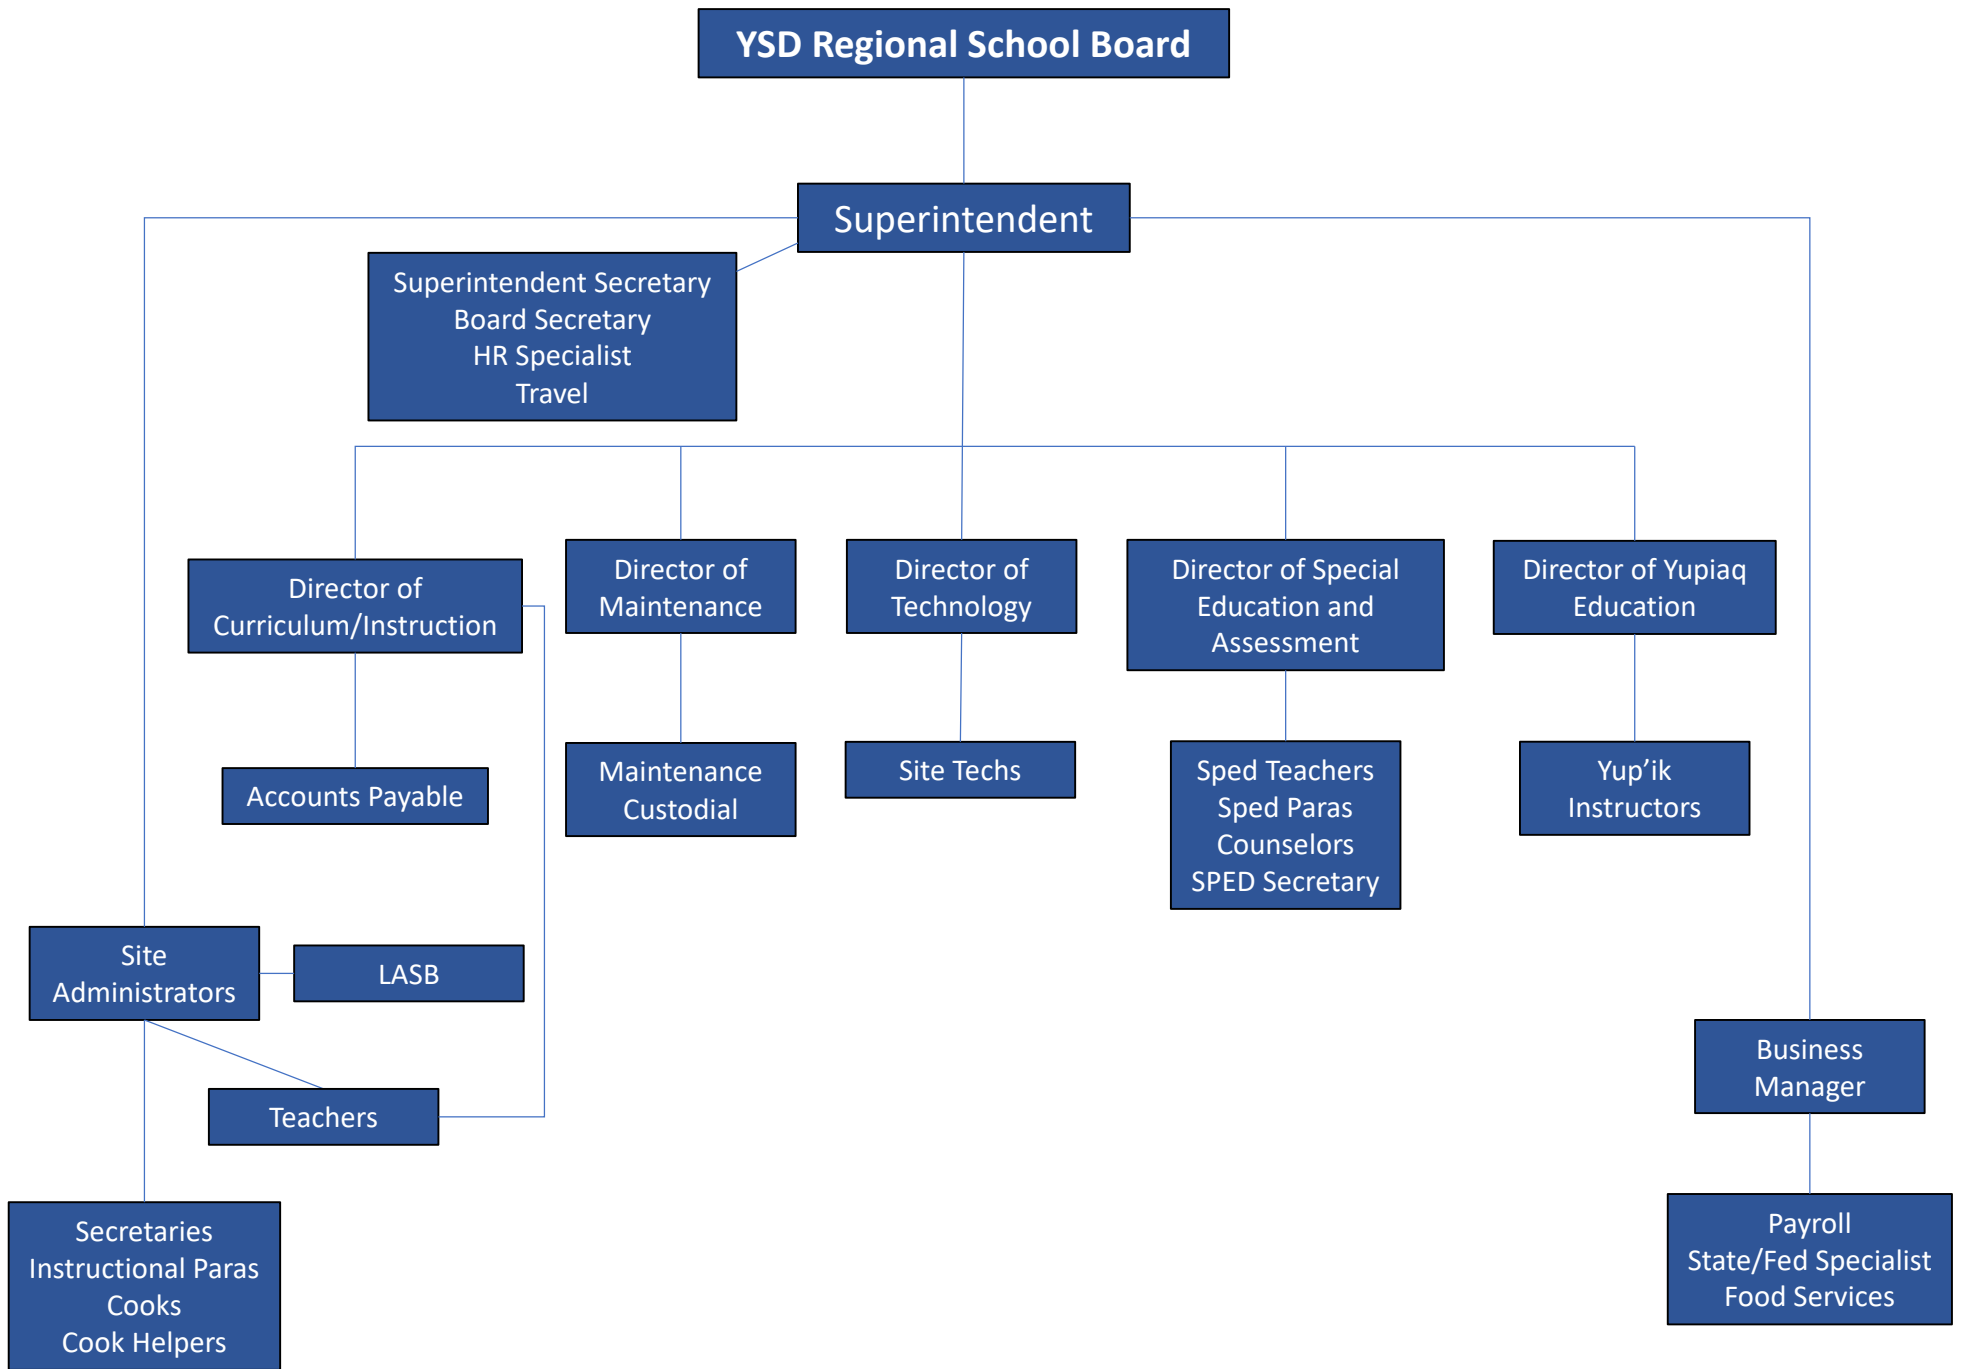 YSD Regional School Board
Superintendent
Superintendent Secretary
Board Secretary
HR Specialist
Travel
Director of
Curriculum/Instruction
Director of
Maintenance
Director of
Technology
Director of Special
Education and
Assessment
Director of Yupiaq
Education
Accounts Payable
Maintenance
Custodial
Site Techs
Sped Teachers
Sped Paras
Counselors
SPED Secretary
Yup’ik
Instructors
Site
Administrators
LASB
Teachers
Business
Manager
Secretaries
Instructional Paras
Cooks
Cook Helpers
Payroll
State/Fed Specialist
Food Services